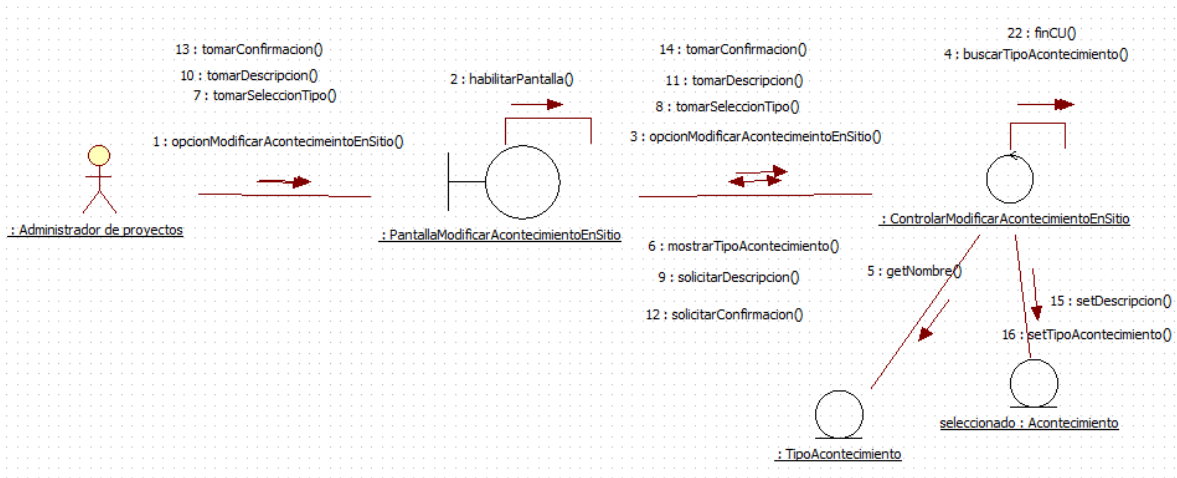 22 : finCU()
13 : tomarConfirmacion()
14 : tomarConfirmacion()
4 : buscarTipoAcontecimiento()
10 : tomarDescripcion()
2 : habilitarPantalla()
11 : tomarDescripcion()
7 : tomarSeleccionTipo()
8 : tomarSeleccionTipo()
1 : opcionModificarAcontecimeintoEnSitio()
3 : opcionModificarAcontecimeintoEnSitio()
: Administrador de proyectos
: PantallaModificarAcontecimientoEnSitio
: ControlarModificarAcontecimientoEnSitio
6 : mostrarTipoAcontecimiento()
5 : getNombre()
9 : solicitarDescripcion()
15 : setDescripcion()
12 : solicitarConfirmacion()
16 : setTipoAcontecimiento()
seleccionado : Acontecimiento
: TipoAcontecimiento